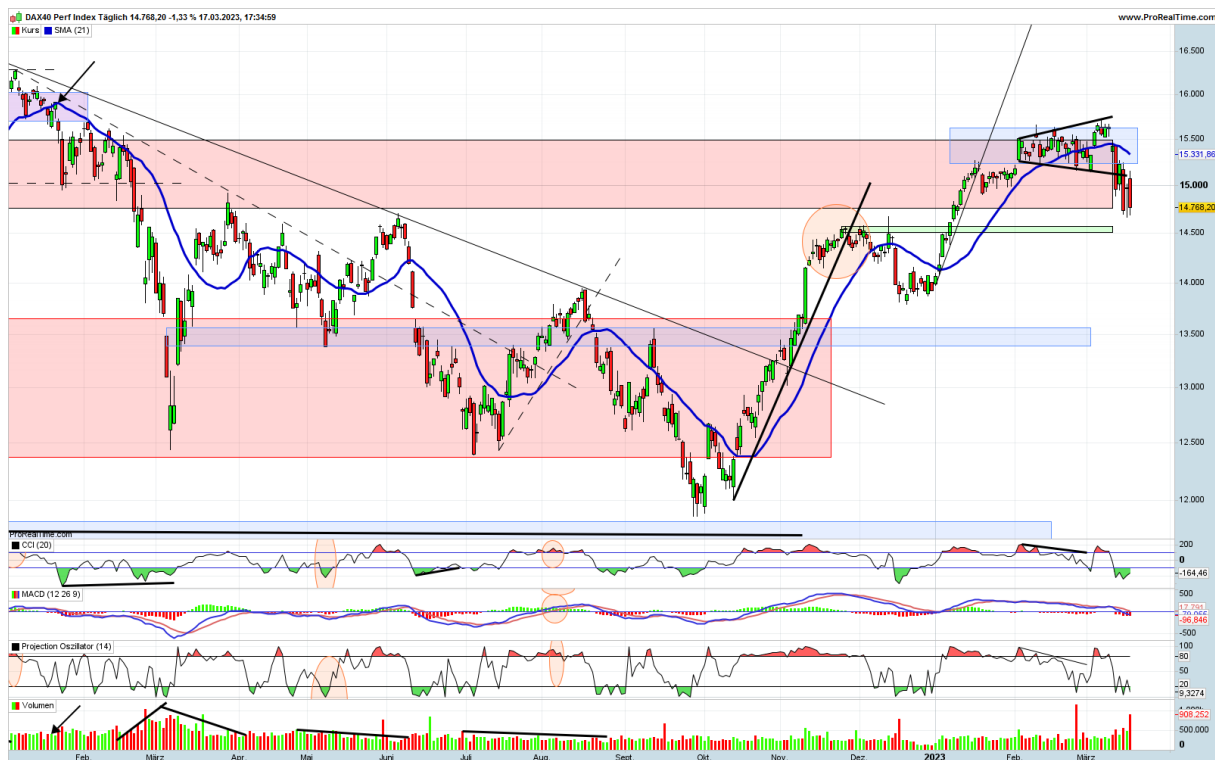 DAX40 Perf Index Täglich 14.768,20 -1,33 % 17.03.2023, 17:34:59
www.ProRealTime.com
Kurs SMA (21)
16.500
16.000
15.500
15.331,86
15.000
14.768,20
14.500
14.000
13.500
13.000
12.500
12.000
ProRealTime.com
CCI (20)
200
0
-164,46
MACD (12 26 9)
500
17,791
-96,846
-500
Projection Oszillator (14)
100
80
50
20
9,3274
Volumen
908.252
500.000
0
Feb.
März
Apr.
Mai
Juni
Juli
Aug.
Sept.
Okt.
Nov.
Dez.
2023
Feb.
März